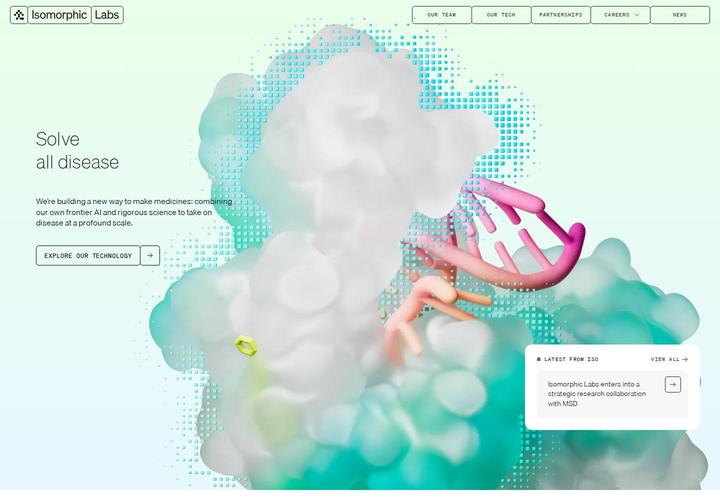 Isomorphic Labs
OUR TEAM
OUR TECH
PARTNERSHIPS
CAREERS
NEWS
Solve
all disease
We're building a new way to make medicines: combining
our own frontier AI and rigorous science to take on
disease at a profound scale.
EXPLORE OUR TECHNOLOGY
LATEST FROM ISO
VIEW ALL
Isomorphic Labs enters into a
strategic research collaboration
with MSD